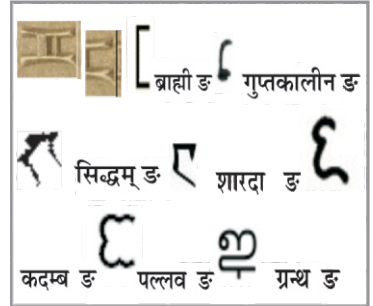 ब्राह्मी ङ गुप्तकालीन ङ
सिद्धम् ङ शारदा ङ
कदम्ब ङ पल्लव ङ ग्रन्थ ङ